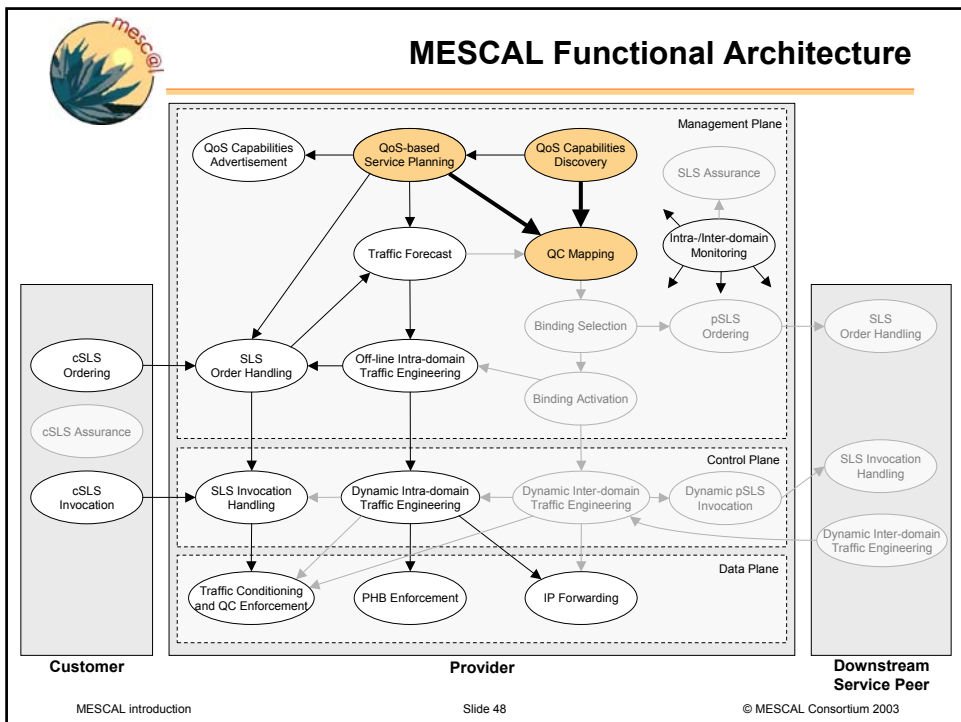 mesc@l
MESCAL Functional Architecture
Management Plane
QoS Capabilities
Advertisement
QoS-based
Service Planning
QoS Capabilities
Discovery
SLS Assurance
Traffic Forecast
QC Mapping
Intra-/Inter-domain
Monitoring
Binding Selection
pSLS
Ordering
SLS
Order Handling
cSLS
Ordering
SLS
Order Handling
Off-line Intra-domain
Traffic Engineering
Binding Activation
cSLS Assurance
Control Plane
cSLS
Invocation
SLS Invocation
Handling
Dynamic Intra-domain
Traffic Engineering
Dynamic Inter-domain
Traffic Engineering
Dynamic pSLS
Invocation
SLS Invocation
Handling
Dynamic Inter-domain
Traffic Engineering
Data Plane
Traffic Conditioning
and QC Enforcement
PHB Enforcement
IP Forwarding
Customer
Provider
Downstream
Service Peer
MESCAL introduction
Slide 48
© MESCAL Consortium 2003